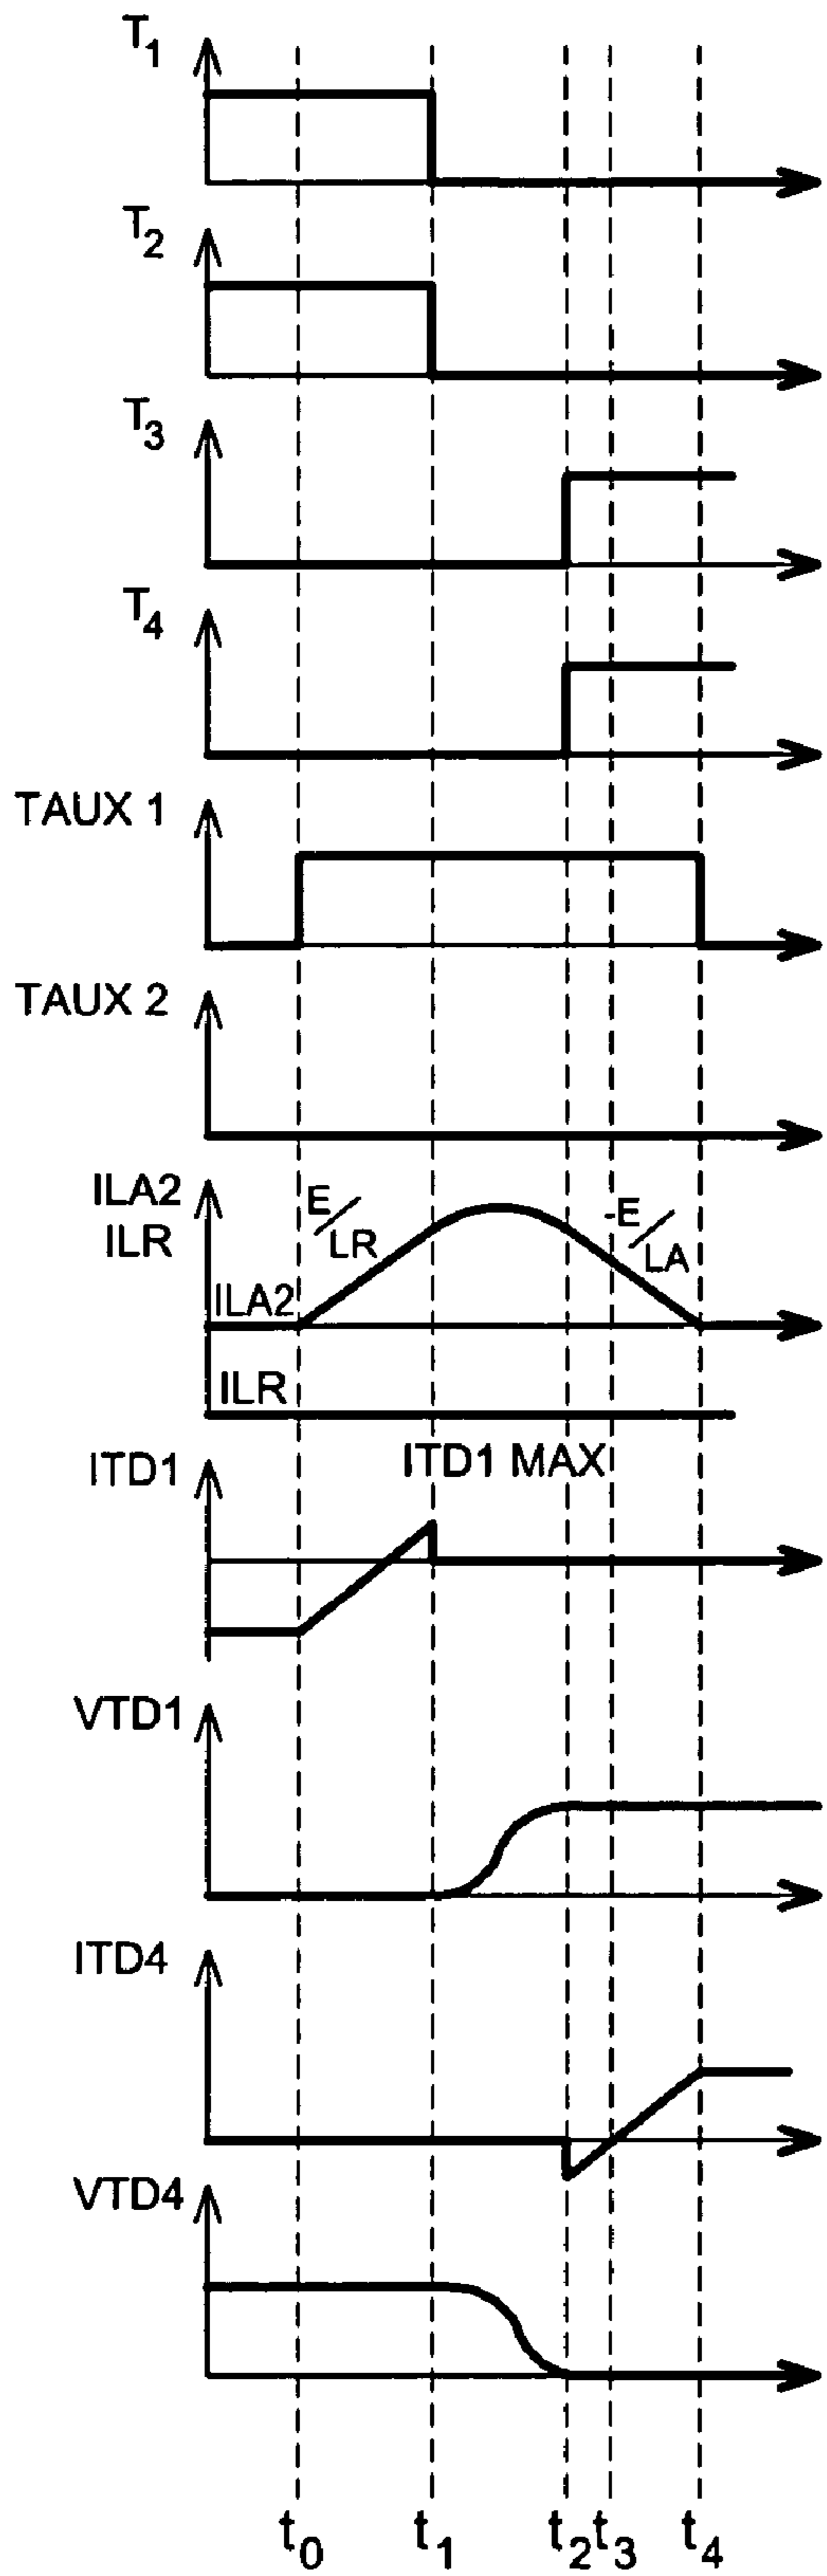 T1
T2
T3
T4
TAUX 1
TAUX 2
ILA2
ILR
E/LR
-E/LA
ILA2
ILR
ITD1
ITD1 MAX
VTD1
ITD4
VTD4
t0 t1 t2 t3 t4